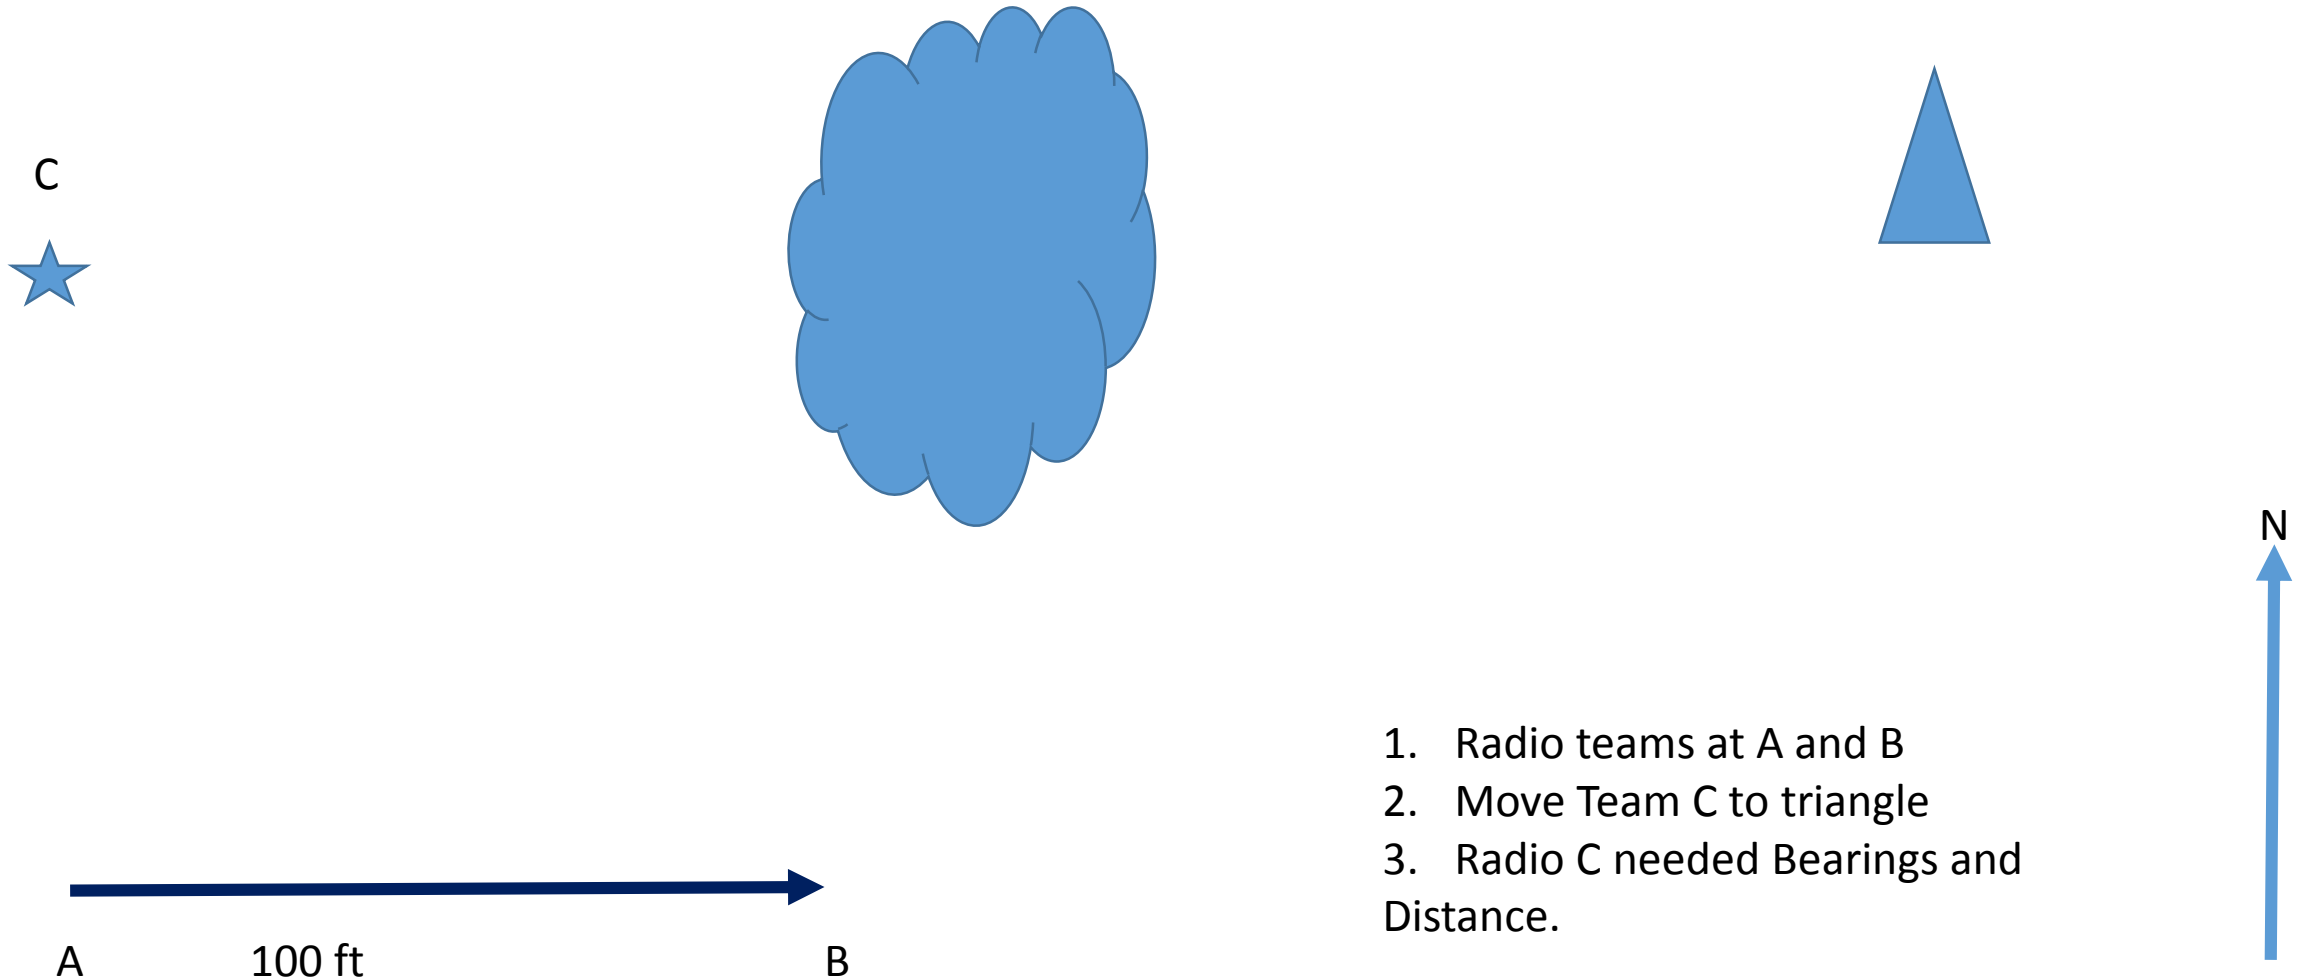 C
N
1. Radio teams at A and B
2. Move Team C to triangle
3. Radio C needed Bearings and
Distance.
A 100 ft B